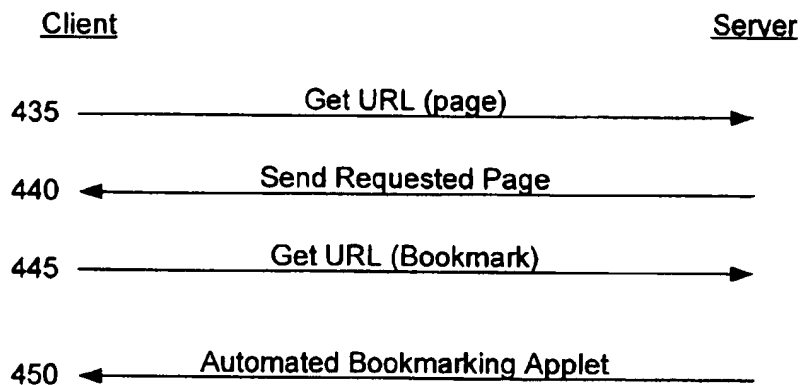 Client Server
435 Get URL (page)
440 Send Requested Page
445 Get URL (Bookmark)
450 Automated Bookmarking Applet